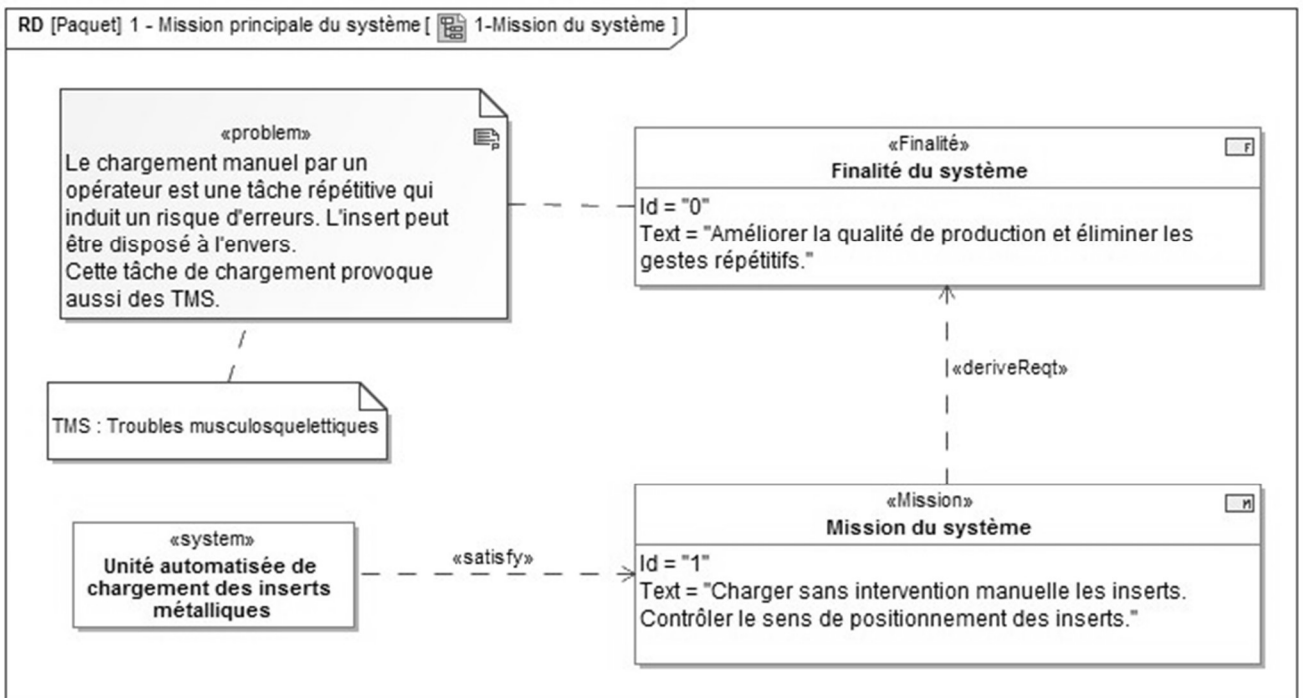 RD [Paquet] 1 - Mission principale du système [ 1-Mission du système ]
«problem»
Le chargement manuel par un
opérateur est une tâche répétitive qui
induit un risque d'erreurs. L'insert peut
être disposé à l'envers.
Cette tâche de chargement provoque
aussi des TMS.
«Finalité»
F
Finalité du système
Id = "0"
Text = "Améliorer la qualité de production et éliminer les
gestes répétitifs."
«deriveReqt»
TMS : Troubles musculosquelettiques
«system»
Unité automatisée de
chargement des inserts
métalliques
«satisfy»
«Mission»
M
Mission du système
Id = "1"
Text = "Charger sans intervention manuelle les inserts.
Contrôler le sens de positionnement des inserts."